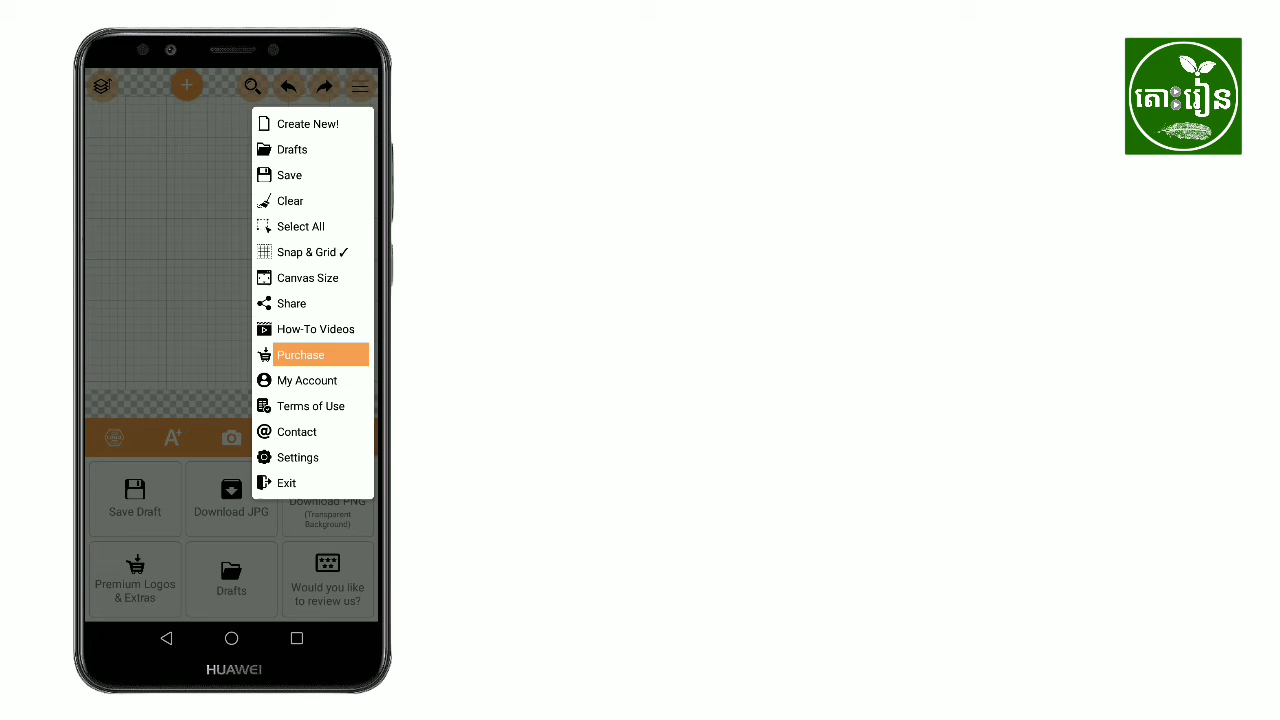 Create New!
Drafts
Save
Clear
Select All
Snap & Grid ✓
Canvas Size
Share
How-To Videos
Purchase
My Account
Terms of Use
Contact
Settings
Exit
A+
Save Draft
Download JPG
Download PNG
(Transparent
Background)
Premium Logos
& Extras
Drafts
Would you like
to review us?
HUAWEI
តោះរៀន